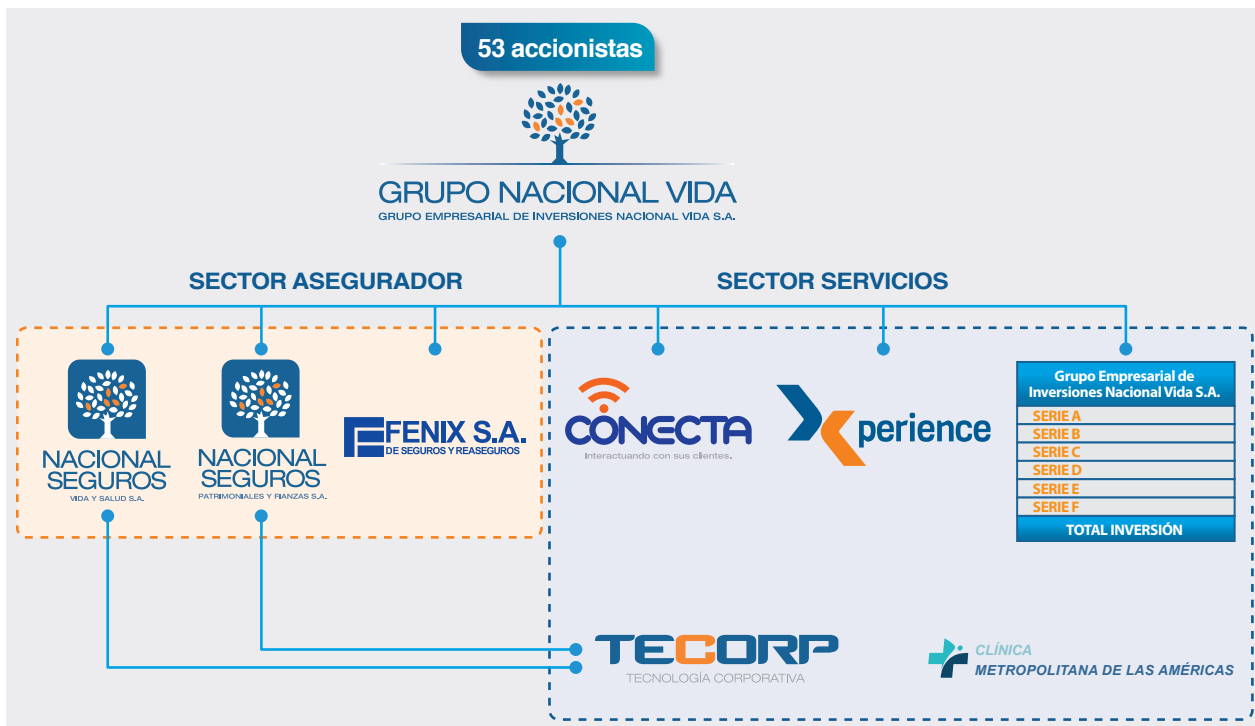 53 accionistas
GRUPO NACIONAL VIDA
GRUPO EMPRESARIAL DE INVERSIONES NACIONAL VIDA S.A.
SECTOR ASEGURADOR
SECTOR SERVICIOS
NACIONAL
SEGUROS
VIDA Y SALUD S.A.
NACIONAL
SEGUROS
PATRIMONIALES Y FIANZAS S.A.
FENIX S.A.
DE SEGUROS Y REASEGUROS
CONECTA
Interactuando con sus clientes.
Xperience
Grupo Empresarial de
Inversiones Nacional Vida S.A.
SERIE A
SERIE B
SERIE C
SERIE D
SERIE E
SERIE F
TOTAL INVERSIÓN
TECORP
TECNOLOGÍA CORPORATIVA
CLÍNICA
METROPOLITANA DE LAS AMÉRICAS